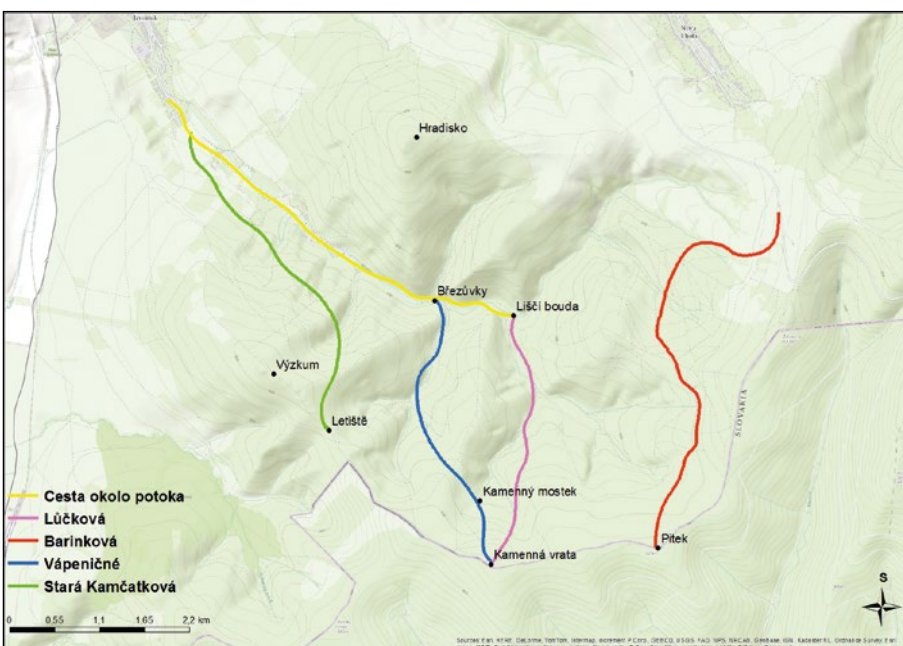 Hradisko
Březůvky
Liščí bouda
Výzkum
Letiště
SLOVAKIA
Kamenný mostek
Kamenná vrata
Pitek
Cesta okolo potoka
Lůčková
Barinková
Vápeničné
Stará Kamčatková
S
0 0,55 1,1 1,65 2,2 km